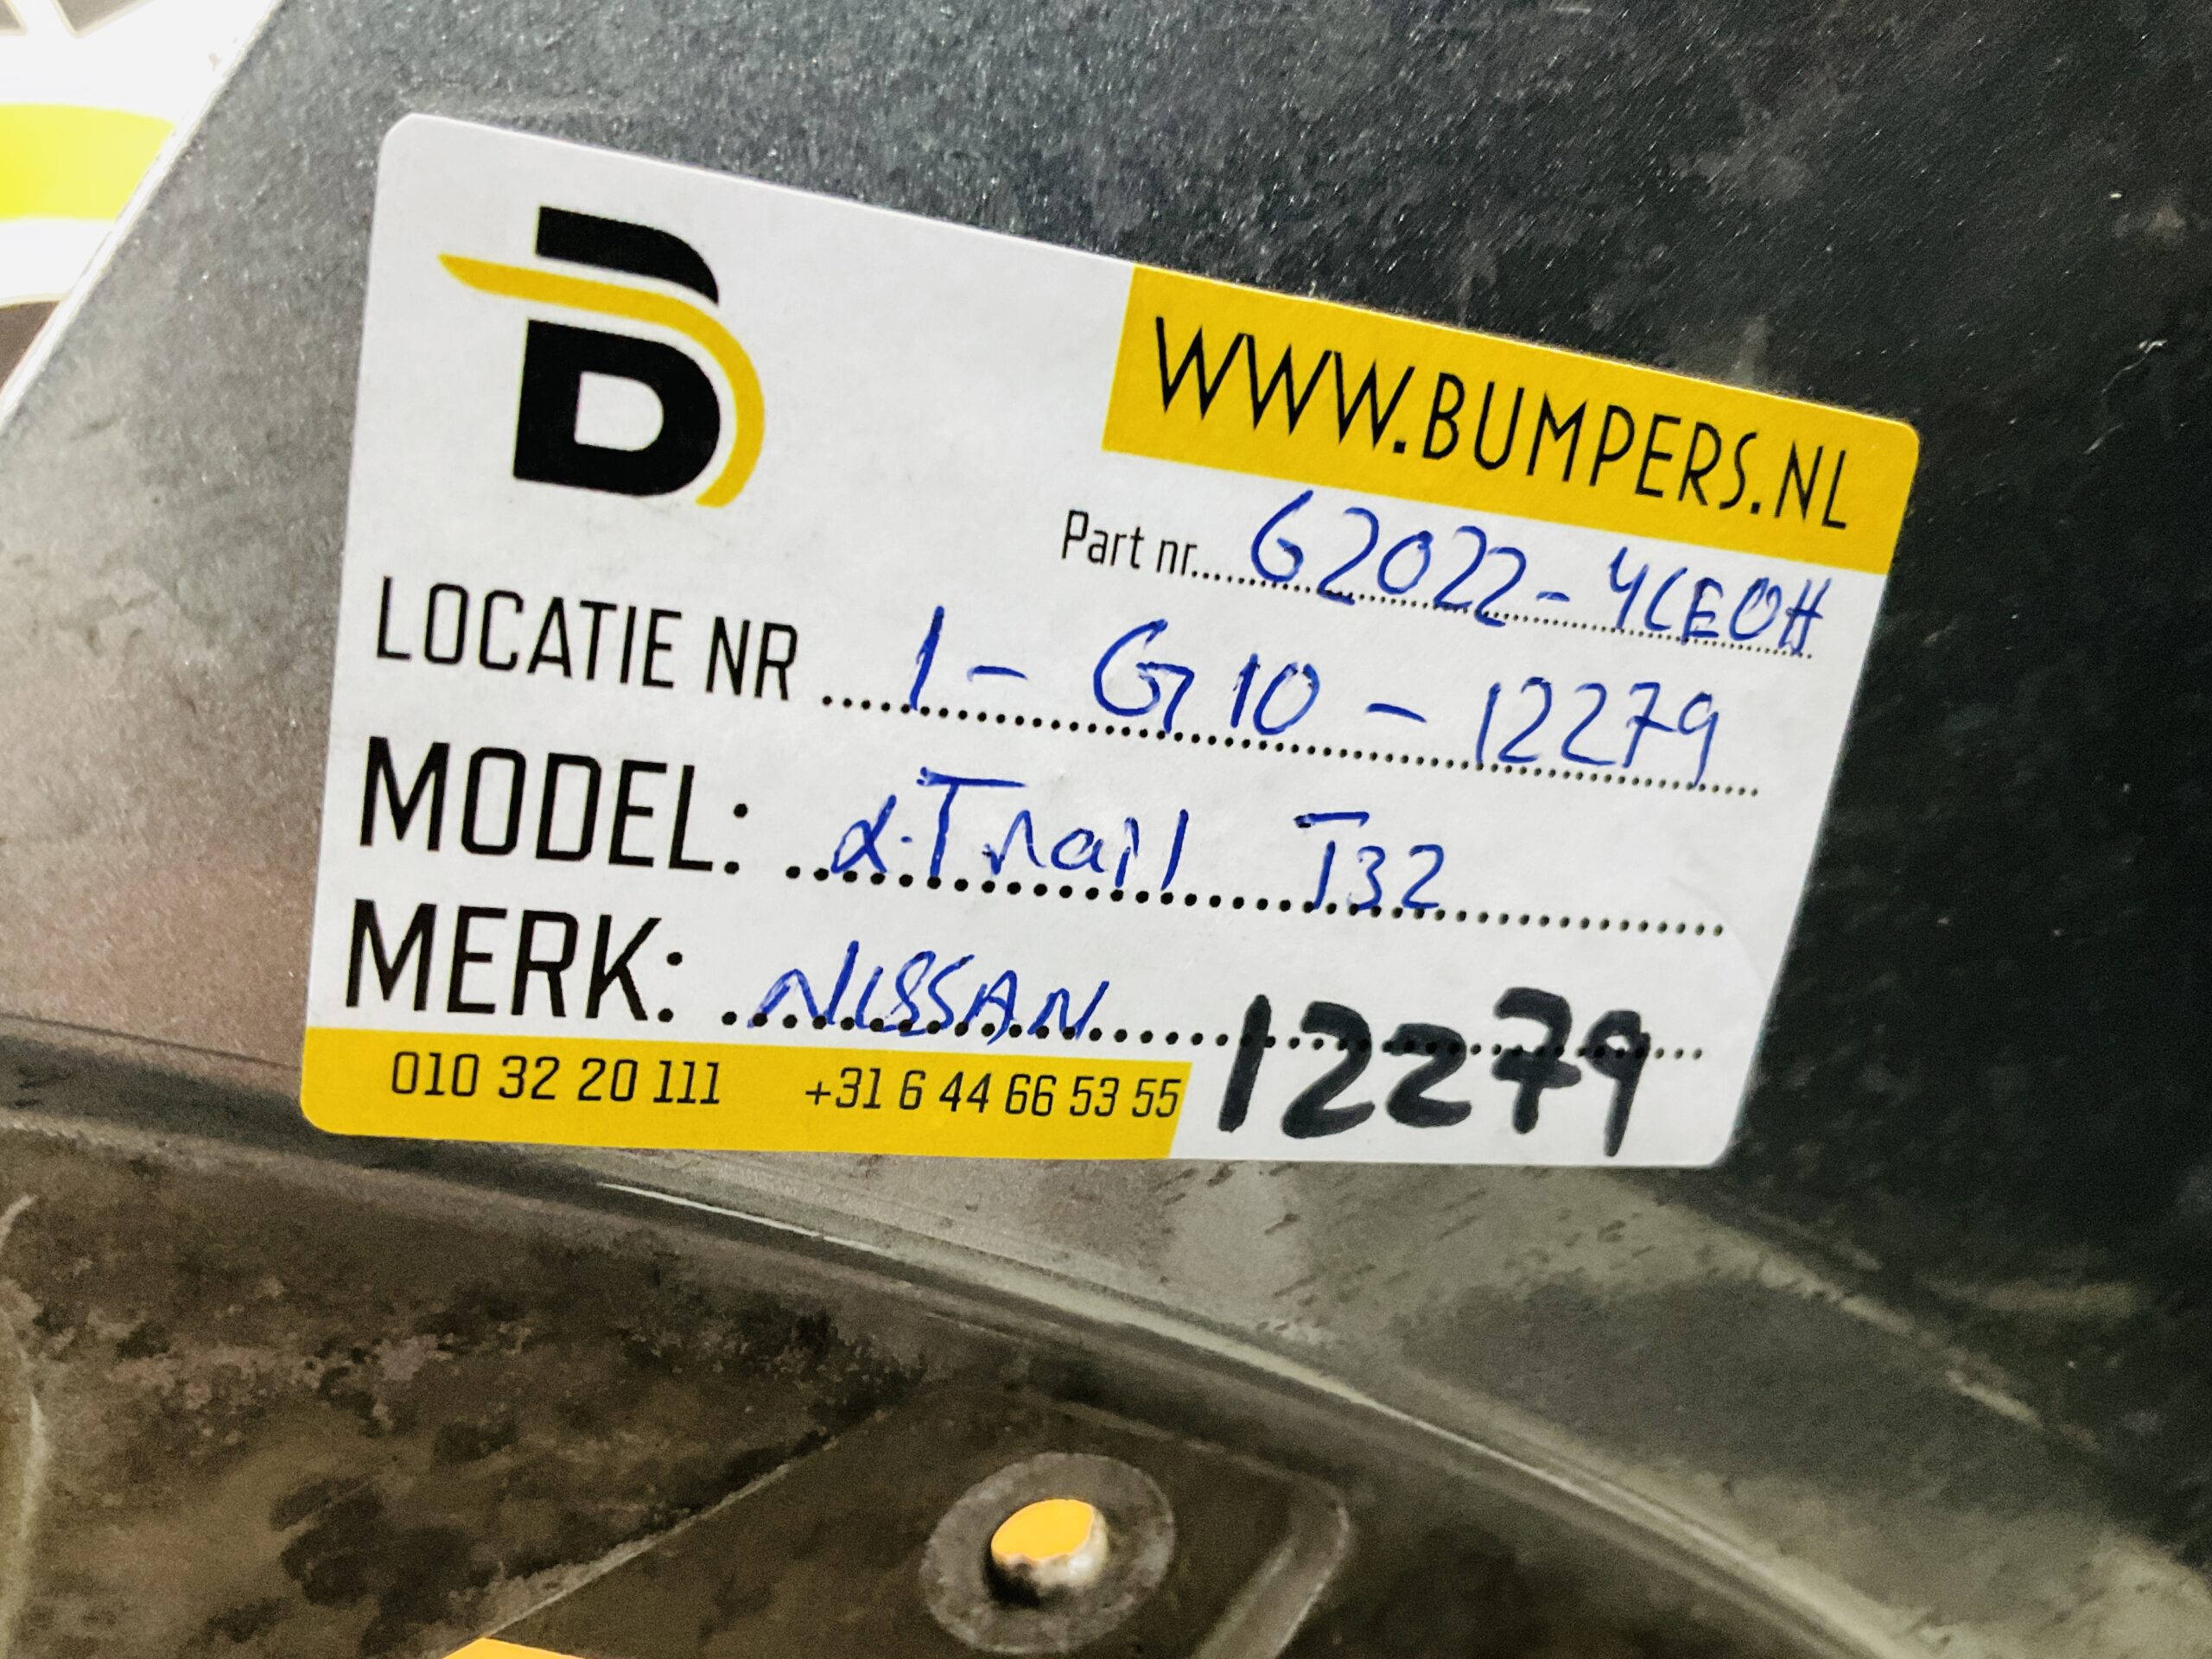 B
WWW.BUMPERS.NL
Part nr. 62022-4CE0H
LOCATIE NR 1 - G10 - 12279
MODEL: x-Trail T32
MERK: NISSAN
12279
010 32 20 111 +31 6 44 66 53 55